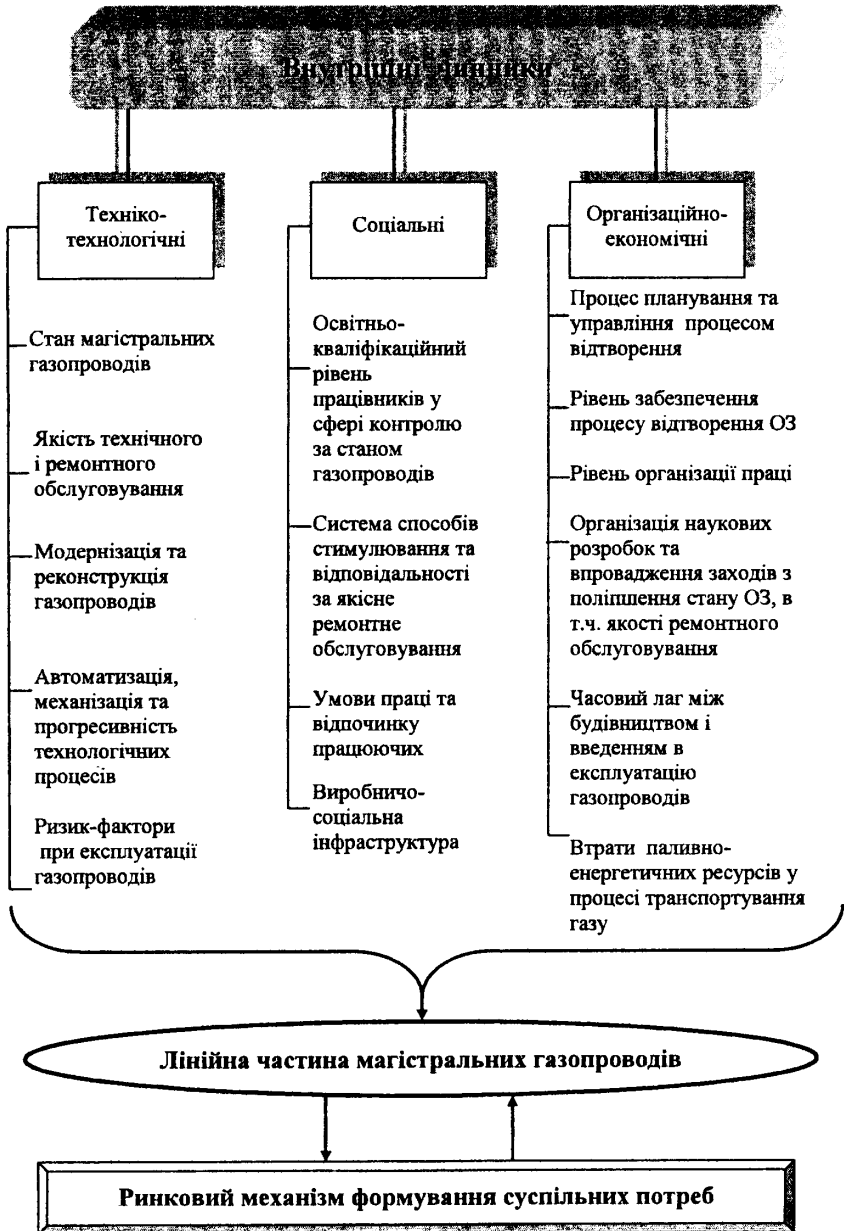 Внутрішні чинники
Техніко-
технологічні
Стан магістральних
газопроводів
Якість технічного
і ремонтного
обслуговування
Модернізація та
реконструкція
газопроводів
Автоматизація,
механізація та
прогресивність
технологічних
процесів
Ризик-фактори
при експлуатації
газопроводів
Соціальні
Освітньо-
кваліфікаційний
рівень
працівників у
сфері контролю
за станом
газопроводів
Система способів
стимулювання та
відповідальності
за якісне
ремонтне
обслуговування
Умови праці та
відпочинку
працюючих
Виробничо-
соціальна
інфраструктура
Організаційно-
економічні
Процес планування та
управління процесом
відтворення
Рівень забезпечення
процесу відтворення ОЗ
Рівень організації праці
Організація наукових
розробок та
впровадження заходів з
поліпшення стану ОЗ, в
т.ч. якості ремонтного
обслуговування
Часовий лаг між
будівництвом і
введенням в
експлуатацію
газопроводів
Втрати паливно-
енергетичних ресурсів у
процесі транспортування
газу
Лінійна частина магістральних газопроводів
Ринковий механізм формування суспільних потреб